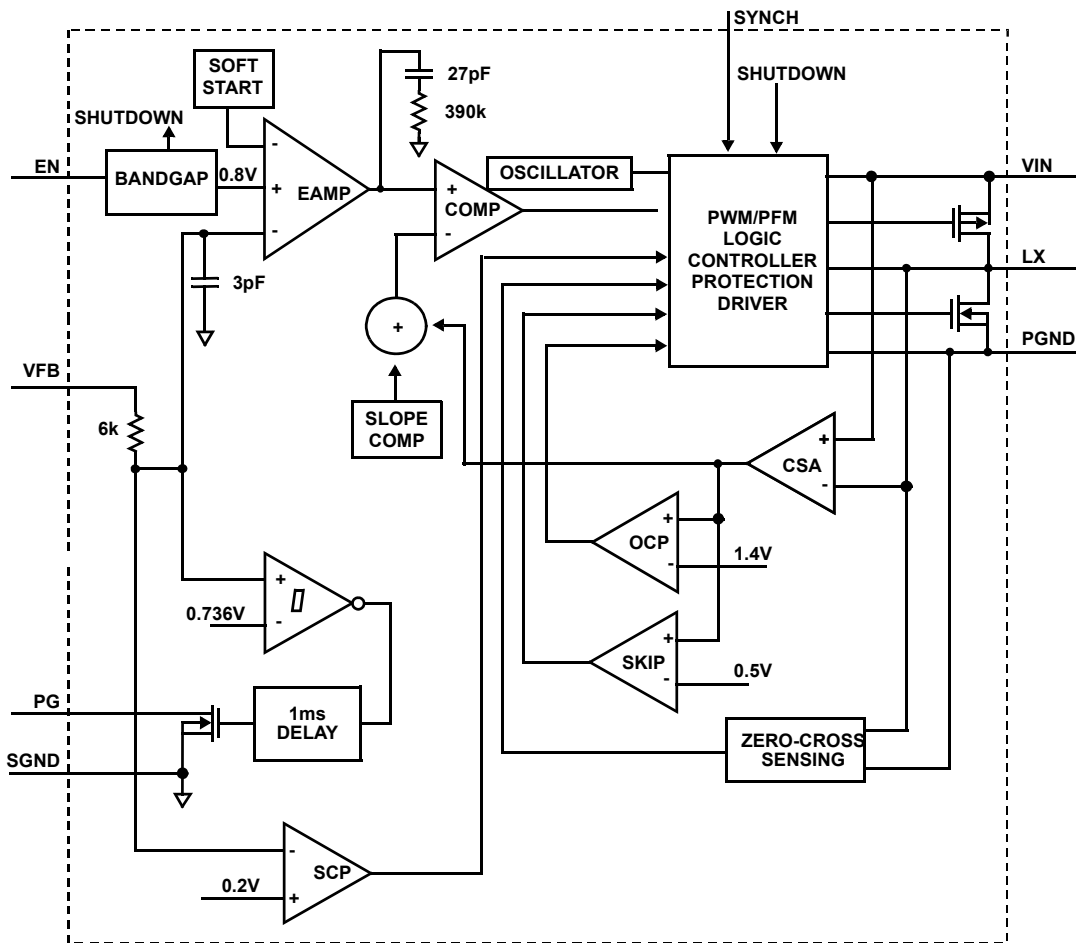 SYNCH
SOFT
START
27pF
SHUTDOWN
390k
SHUTDOWN
EN
BANDGAP
0.8V
-
+
-
EAMP
+
-
COMP
OSCILLATOR
PWM/PFM
LOGIC
CONTROLLER
PROTECTION
DRIVER
VIN
LX
PGND
3pF
+
VFB
6k
SLOPE
COMP
+
-
CSA
+
-
OCP
1.4V
+
-
0.736V
+
-
SKIP
0.5V
PG
1ms
DELAY
SGND
ZERO-CROSS
SENSING
-
+
SCP
0.2V